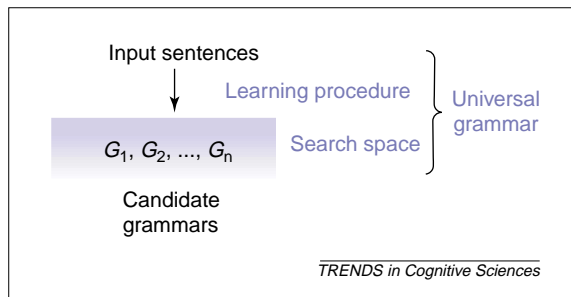 Input sentences
Learning procedure
Universal
grammar
Search space
G₁, G₂, ..., Gₙ
Candidate
grammars
TRENDS in Cognitive Sciences